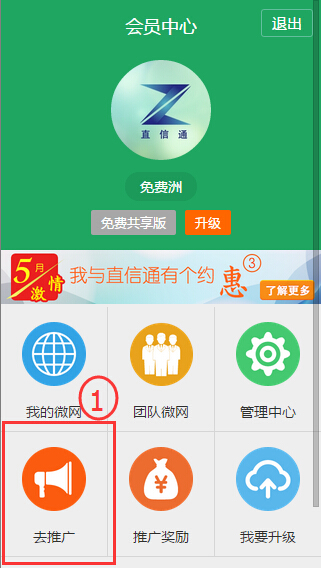 会员中心
退出
直信通
免费洲
免费共享版
升级
5月
激情
我与直信通有个约惠③
了解更多
我的微网
团队微网
管理中心
1
去推广
推广奖励
我要升级